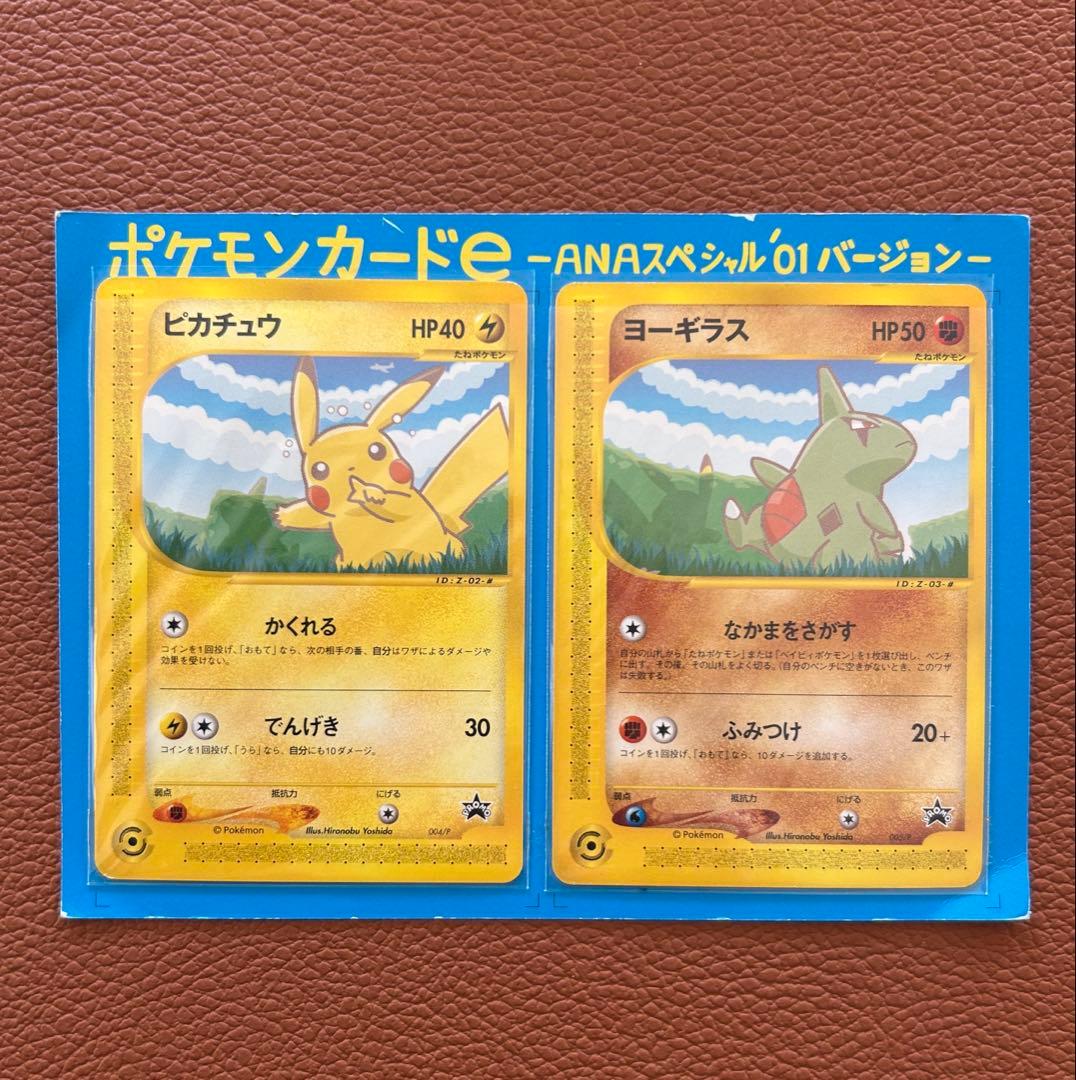 ポケモンカードe -ANAスペシャル'01バージョン-
ピカチュウ HP40
たねポケモン
ID:Z-02-#
かくれる
コインを1回投げ、「おもて」なら、次の相手の番、自分はワザによるダメージや
効果を受けない。
でんげき 30
コインを1回投げ、「うら」なら、自分にも10ダメージ。
弱点 抵抗力 にげる
PROMO
© Pokémon Illus.Hironobu Yoshida 004/P
ヨーギラス HP50
たねポケモン
ID:Z-03-#
なかまをさがす
自分の山札から「たねポケモン」または「ベイビィポケモン」を1枚選び出し、ベンチ
に出す。その後、その山札をよく切る。(自分のベンチに空きがないとき、このワザ
は失敗する。)
ふみつけ 20+
コインを1回投げ、「おもて」なら、10ダメージを追加する。
弱点 抵抗力 にげる
PROMO
© Pokémon Illus.Hironobu Yoshida 005/P